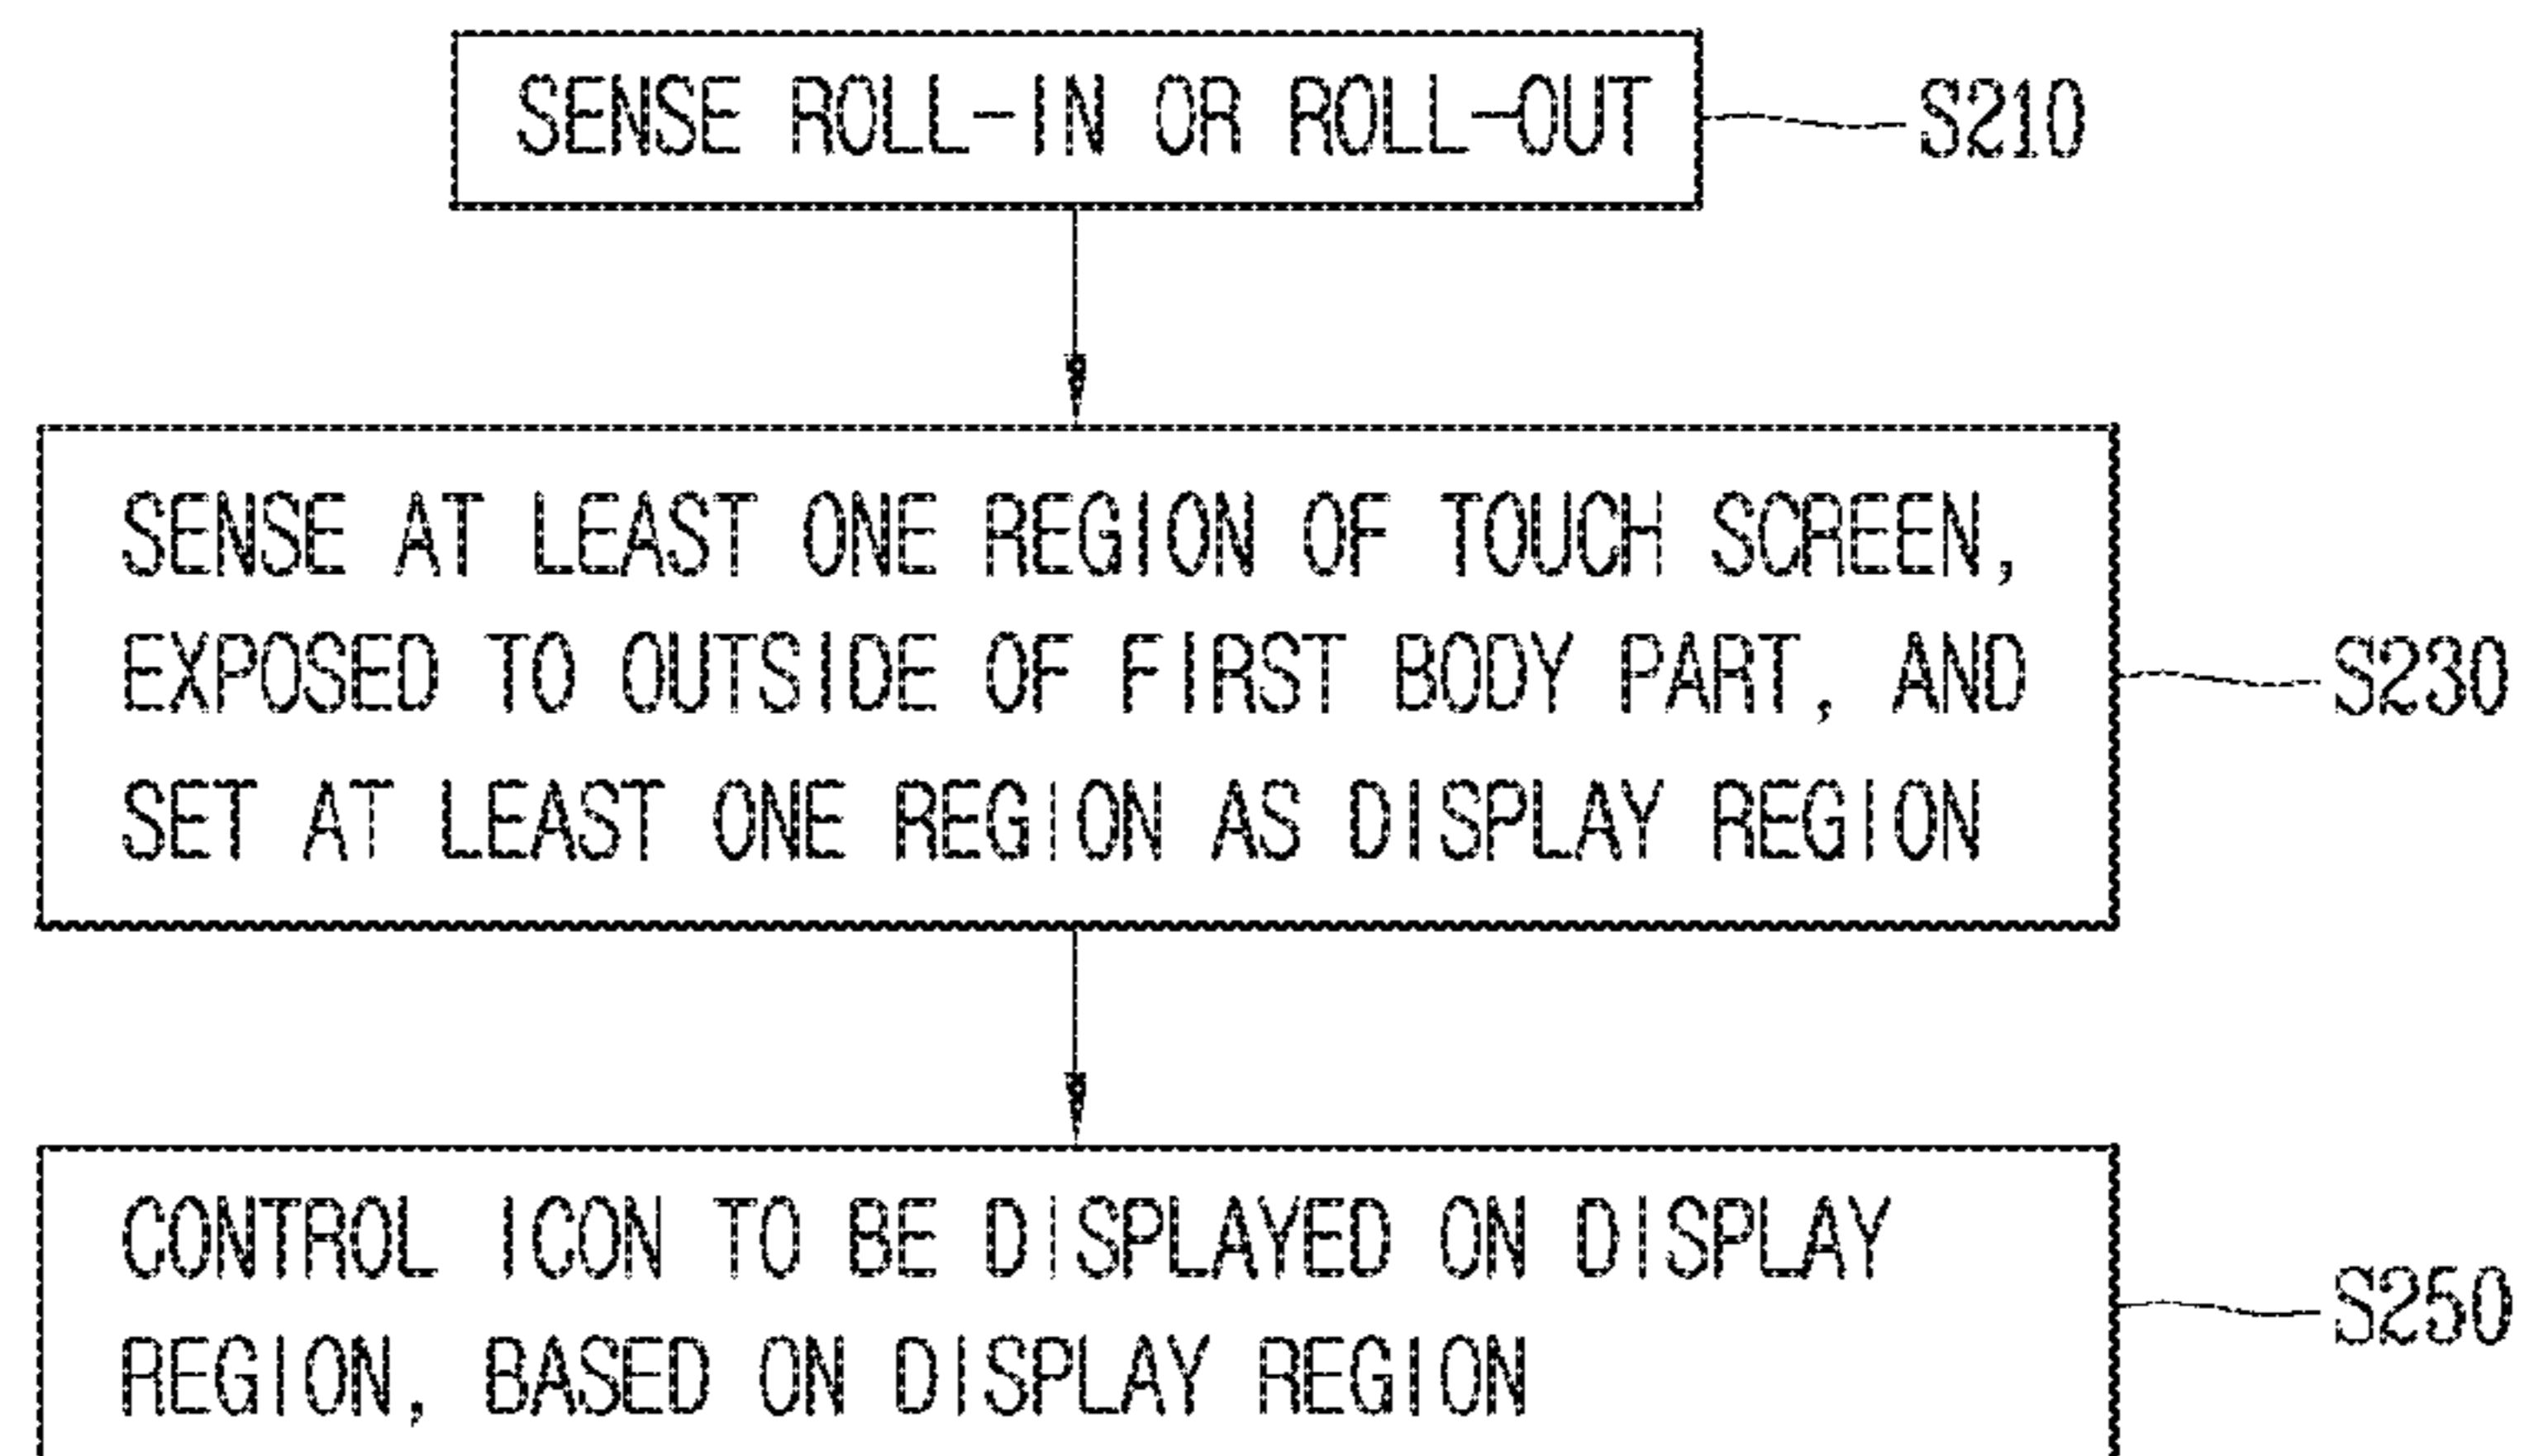 SENSE ROLL-IN OR ROLL-OUT
S210
SENSE AT LEAST ONE REGION OF TOUCH SCREEN,
EXPOSED TO OUTSIDE OF FIRST BODY PART, AND
S230
SET AT LEAST ONE REGION AS DISPLAY REGION
CONTROL ICON TO BE DISPLAYED ON DISPLAY
S250
REGION, BASED ON DISPLAY REGION